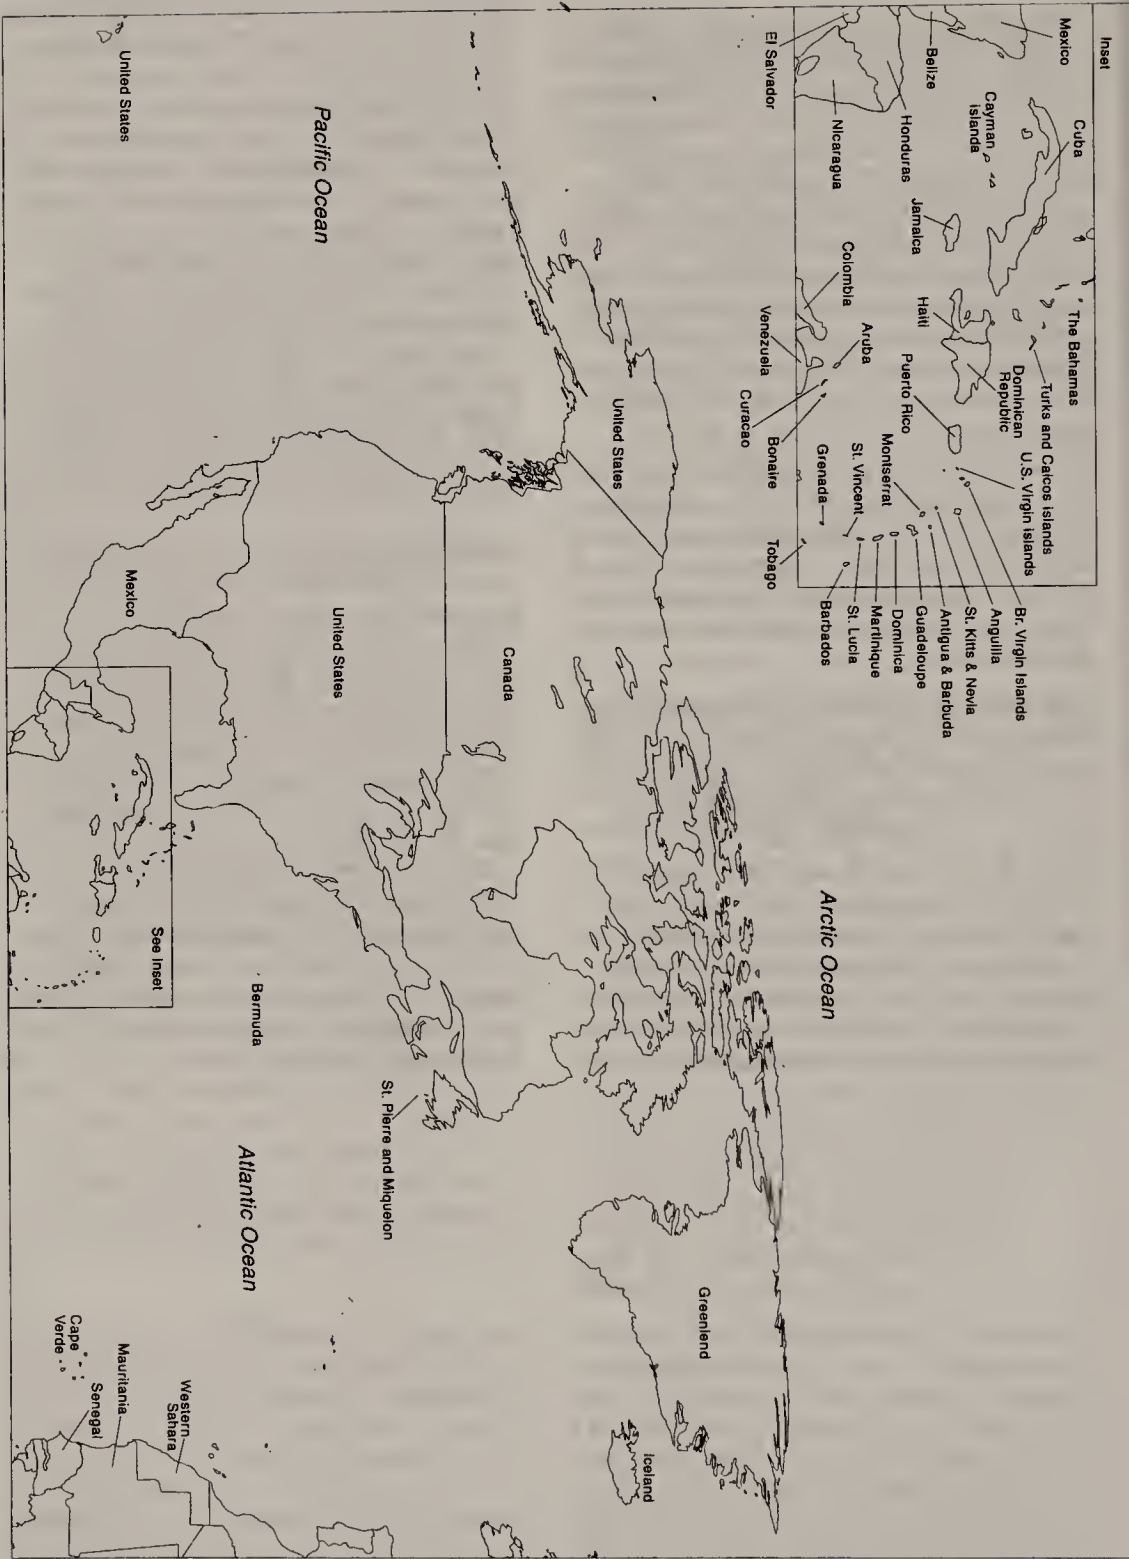 Inset
Mexico
Cuba
The Bahamas
Turks and Caicos islands
U.S. Virgin islands
Dominican
Republic
Haiti
Puerto Rico
Cayman
islanda
Jamaica
Belize
Honduras
Nicaragua
El Salvador
Colombia
Venezuela
Aruba
Curacao
Bonaire
Grenada
St. Vincent
Montserrat
Tobago
Br. Virgin Islands
Anguilla
St. Kitts & Nevia
Antigua & Barbuda
Guadeloupe
Dominica
Martinique
St. Lucia
Barbados
Arctic Ocean
Greenlend
Iceland
United States
Canada
United States
Mexico
Pacific Ocean
United States
St. Pierre and Miquelon
Bermuda
Atlantic Ocean
See Inset
Western
Sahara
Mauritania
Senegal
Cape
Verde